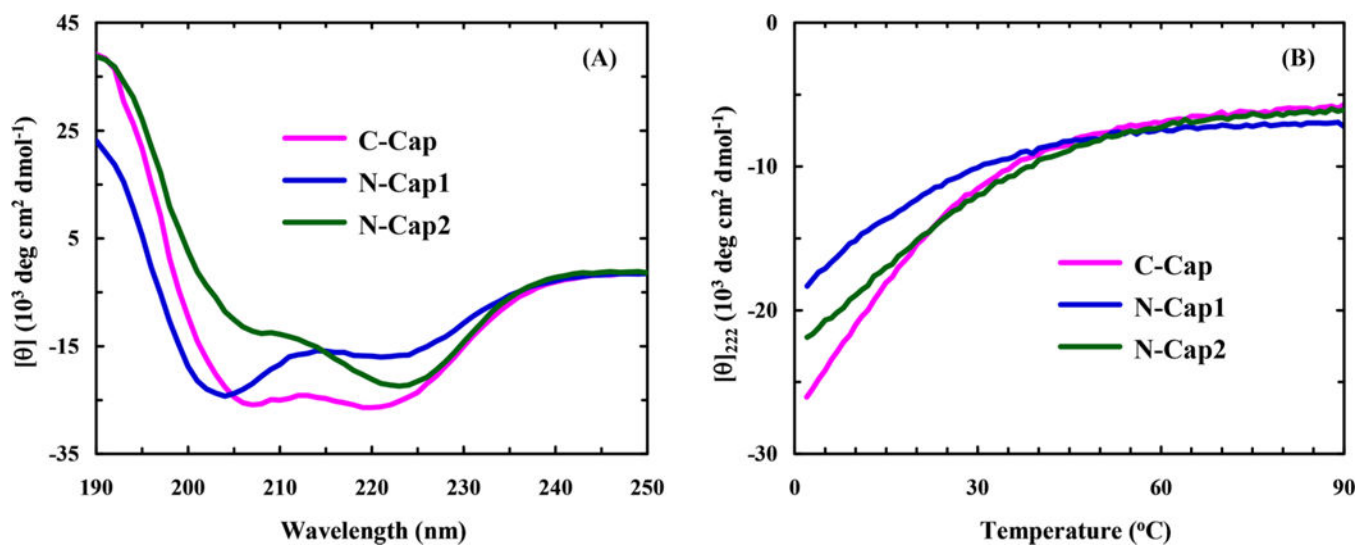 (A)
[θ] (10³ deg cm² dmol⁻¹)
45
25
5
-15
-35
C-Cap
N-Cap1
N-Cap2
190 200 210 220 230 240 250
Wavelength (nm)
(B)
[θ]₂₂₂ (10³ deg cm² dmol⁻¹)
0
-10
-20
-30
C-Cap
N-Cap1
N-Cap2
0 30 60 90
Temperature (ºC)